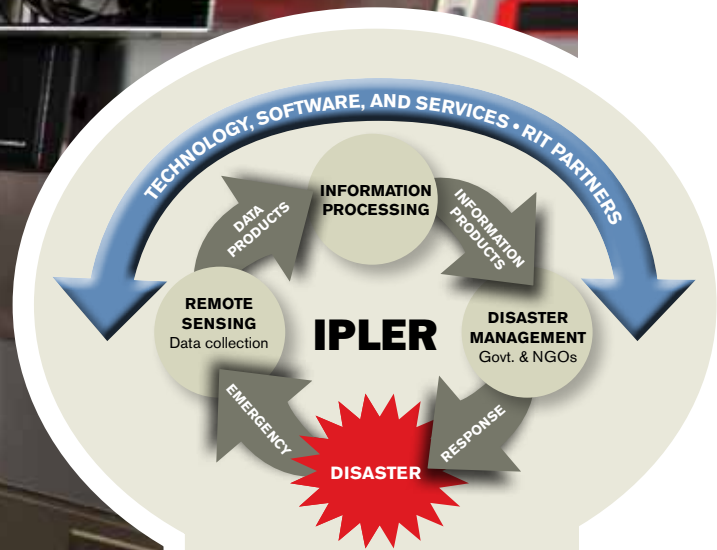 TECHNOLOGY, SOFTWARE, AND SERVICES • RIT PARTNERS
INFORMATION
PROCESSING
DATA
PRODUCTS
INFORMATION
PRODUCTS
REMOTE
SENSING
Data collection
IPLER
DISASTER
MANAGEMENT
Govt. & NGOs
EMERGENCY
RESPONSE
DISASTER